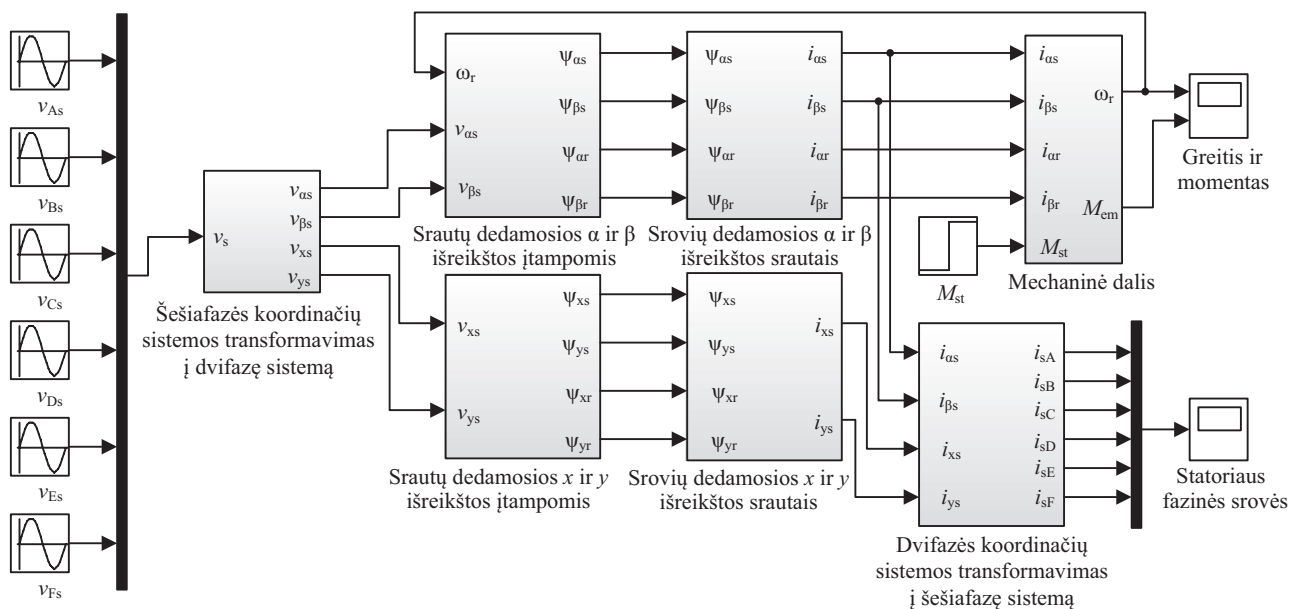 v_As
v_Bs
v_Cs
v_Ds
v_Es
v_Fs
v_s
v_αs
v_βs
v_xs
v_ys
Šešiafazės koordinačių
sistemos transformavimas
į dvifazę sistemą
ω_r
v_αs
v_βs
ψ_αs
ψ_βs
ψ_αr
ψ_βr
Srautų dedamosios α ir β
išreikštos įtampomis
ψ_αs
ψ_βs
ψ_αr
ψ_βr
i_αs
i_βs
i_αr
i_βr
Srovių dedamosios α ir β
išreikštos srautais
i_αs
i_βs
i_αr
i_βr
M_st
ω_r
M_em
Mechaninė dalis
M_st
Greitis ir
momentas
v_xs
v_ys
ψ_xs
ψ_ys
ψ_xr
ψ_yr
Srautų dedamosios x ir y
išreikštos įtampomis
ψ_xs
ψ_ys
ψ_xr
ψ_yr
i_xs
i_ys
Srovių dedamosios x ir y
išreikštos srautais
i_αs
i_βs
i_xs
i_ys
i_sA
i_sB
i_sC
i_sD
i_sE
i_sF
Dvifazės koordinačių
sistemos transformavimas
į šešiafazę sistemą
Statoriaus
fazinės srovės